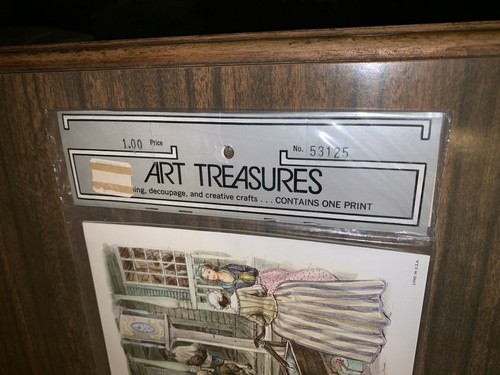 1.00 Price
No. 53125
ART TREASURES
ing, decoupage, and creative crafts . . . CONTAINS ONE PRINT